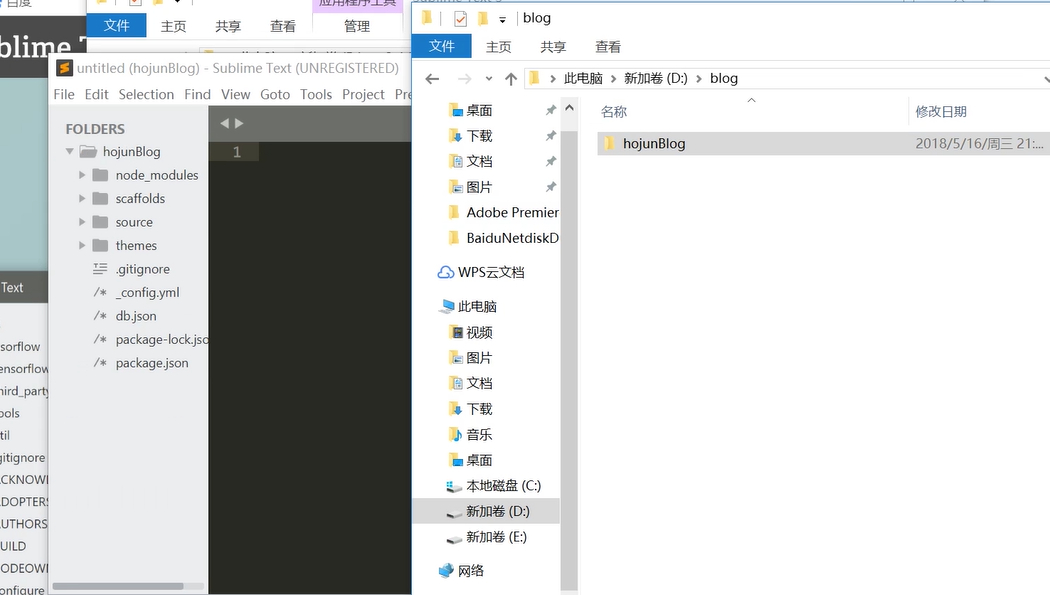 百度
应用程序工具
文件
主页
共享
查看
管理
blime T
untitled (hojunBlog) - Sublime Text (UNREGISTERED)
File Edit Selection Find View Goto Tools Project Pre
FOLDERS
hojunBlog
node_modules
scaffolds
source
themes
.gitignore
/* _config.yml
/* db.json
/* package-lock.jso
/* package.json
1
Text
sorflow
ensorflow
hird_party
ools
til
gitignore
CKNOWI
DOPTERS
UTHORS
UILD
ODEOWI
onfigure
blog
文件
主页
共享
查看
此电脑 > 新加卷 (D:) > blog
桌面
下载
文档
图片
Adobe Premier
BaiduNetdiskD
WPS云文档
此电脑
视频
图片
文档
下载
音乐
桌面
本地磁盘 (C:)
新加卷 (D:)
新加卷 (E:)
网络
名称
修改日期
hojunBlog
2018/5/16/周三 21:...